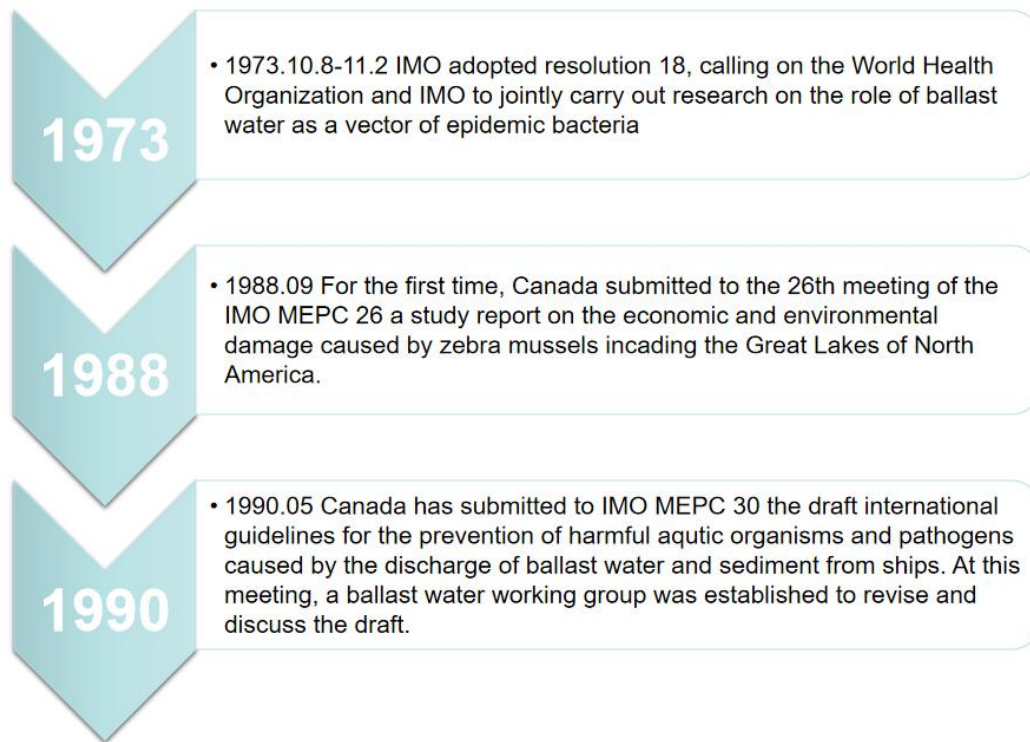 1973
• 1973.10.8-11.2 IMO adopted resolution 18, calling on the World Health
Organization and IMO to jointly carry out research on the role of ballast
water as a vector of epidemic bacteria
1988
• 1988.09 For the first time, Canada submitted to the 26th meeting of the
IMO MEPC 26 a study report on the economic and environmental
damage caused by zebra mussels incading the Great Lakes of North
America.
1990
• 1990.05 Canada has submitted to IMO MEPC 30 the draft international
guidelines for the prevention of harmful aqutic organisms and pathogens
caused by the discharge of ballast water and sediment from ships. At this
meeting, a ballast water working group was established to revise and
discuss the draft.